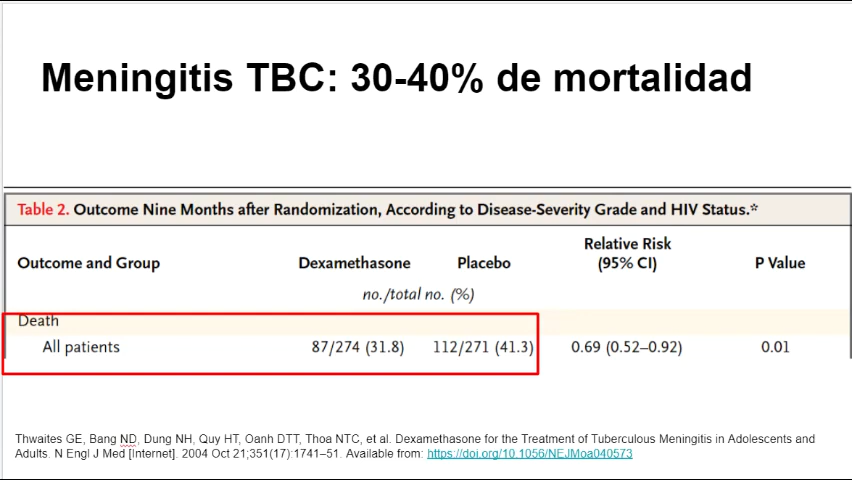 Meningitis TBC: 30-40% de mortalidad
Table 2. Outcome Nine Months after Randomization, According to Disease-Severity Grade and HIV Status.*
Outcome and Group Dexamethasone Placebo Relative Risk (95% CI) P Value
no./total no. (%)
Death
All patients 87/274 (31.8) 112/271 (41.3) 0.69 (0.52–0.92) 0.01
Thwaites GE, Bang ND, Dung NH, Quy HT, Oanh DTT, Thoa NTC, et al. Dexamethasone for the Treatment of Tuberculous Meningitis in Adolescents and
Adults. N Engl J Med [Internet]. 2004 Oct 21;351(17):1741–51. Available from: https://doi.org/10.1056/NEJMoa040573